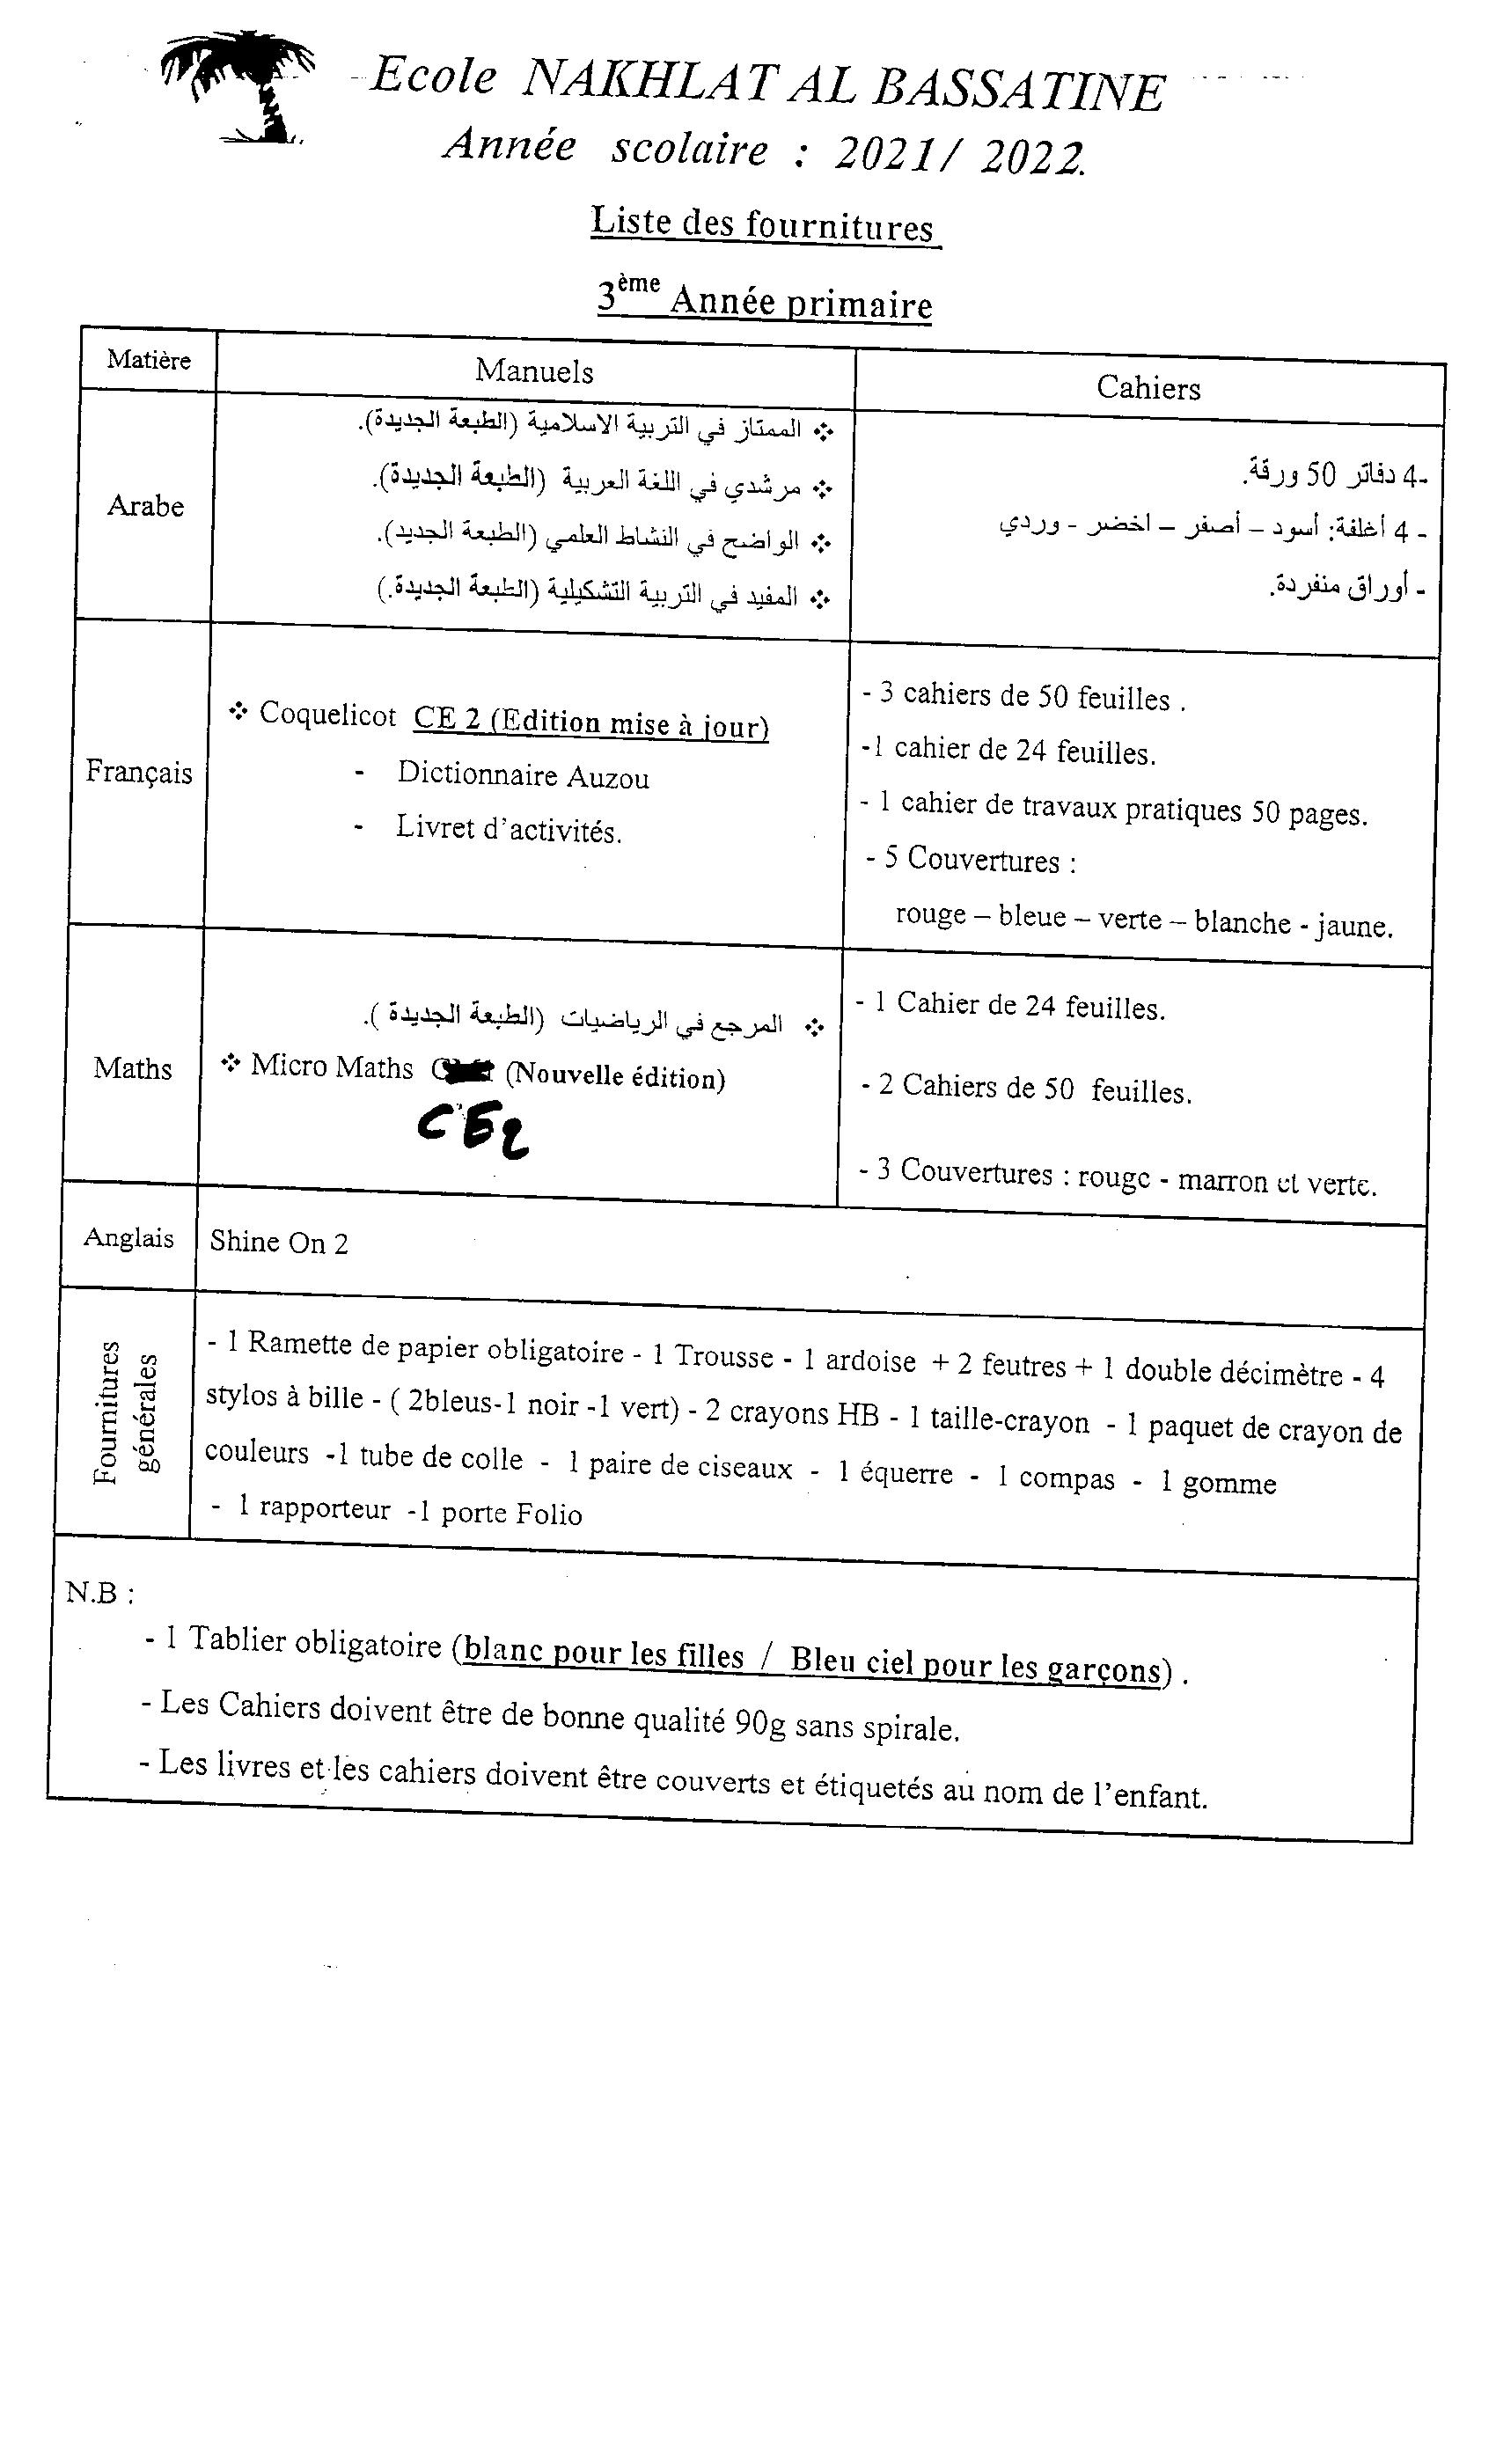 Ecole NAKHLAT AL BASSATINE
Année scolaire : 2021/ 2022.
Liste des fournitures
3ème Année primaire
Matière
Manuels
Cahiers
Arabe
❖ الممتاز في التربية الاسلامية (الطبعة الجديدة).
❖ مرشدي في اللغة العربية (الطبعة الجديدة).
❖ الواضح في النشاط العلمي (الطبعة الجديد).
❖ المفيد في التربية التشكيلية (الطبعة الجديدة.)
-4 دفاتر 50 ورقة.
- 4 أغلفة: أسود – أصفر – اخضر - وردي
- أوراق منفردة.
Français
❖ Coquelicot CE 2 (Edition mise à jour)
- Dictionnaire Auzou
- Livret d’activités.
- 3 cahiers de 50 feuilles .
-1 cahier de 24 feuilles.
- 1 cahier de travaux pratiques 50 pages.
- 5 Couvertures :
rouge – bleue – verte – blanche - jaune.
Maths
❖ المرجع في الرياضيات (الطبعة الجديدة ).
❖ Micro Maths (Nouvelle édition)
CE2
- 1 Cahier de 24 feuilles.
- 2 Cahiers de 50 feuilles.
- 3 Couvertures : rouge - marron et verte.
Anglais
Shine On 2
Fournitures
générales
- 1 Ramette de papier obligatoire - 1 Trousse - 1 ardoise + 2 feutres + 1 double décimètre - 4
stylos à bille - ( 2bleus-1 noir -1 vert) - 2 crayons HB - 1 taille-crayon - 1 paquet de crayon de
couleurs -1 tube de colle - 1 paire de ciseaux - 1 équerre - 1 compas - 1 gomme
- 1 rapporteur -1 porte Folio
N.B :
- 1 Tablier obligatoire (blanc pour les filles / Bleu ciel pour les garçons) .
- Les Cahiers doivent être de bonne qualité 90g sans spirale.
- Les livres et les cahiers doivent être couverts et étiquetés au nom de l’enfant.